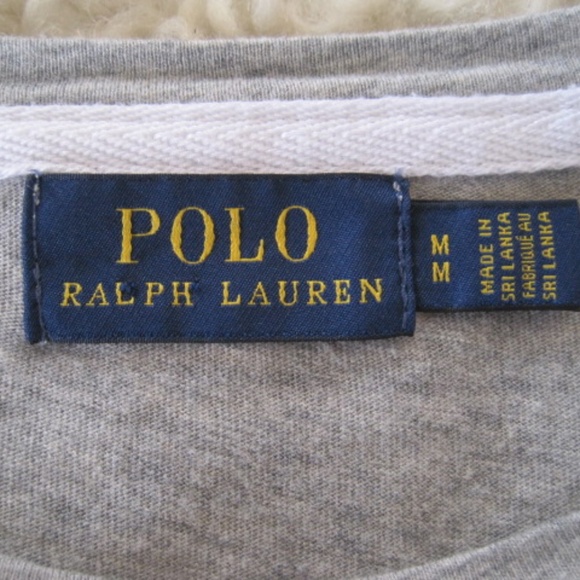 POLO
RALPH LAUREN
M
M
MADE IN
SRI LANKA
FABRIQUÉ AU
SRI LANKA